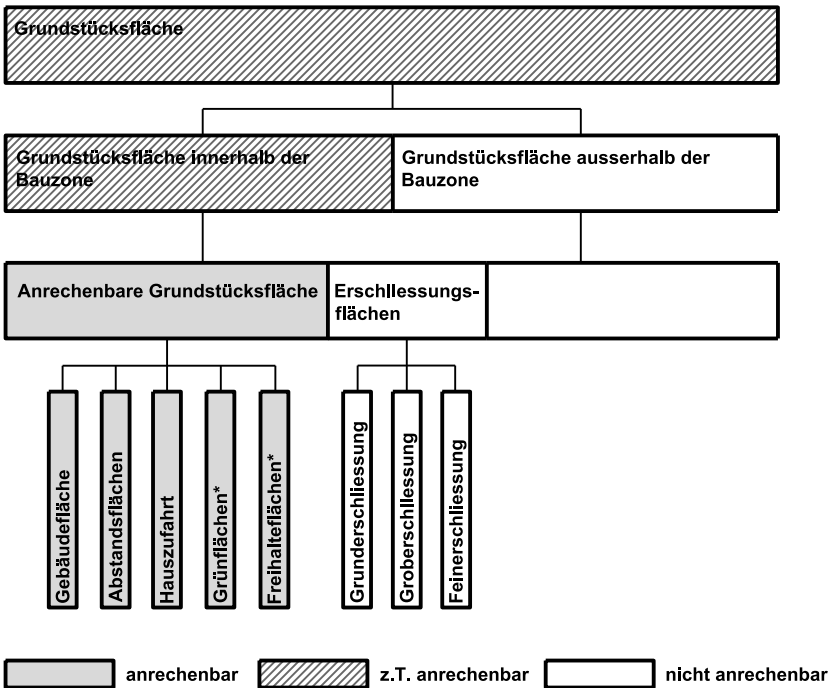 Grundstücksfläche
Grundstücksfläche innerhalb der
Bauzone
Grundstücksfläche ausserhalb der
Bauzone
Anrechenbare Grundstücksfläche
Erschliessungs-
flächen
Gebäudefläche
Abstandsflächen
Hauszufahrt
Grünflächen*
Freihalteflächen*
Grunderschliessung
Groberschliessung
Feinerschliessung
anrechenbar
z.T. anrechenbar
nicht anrechenbar